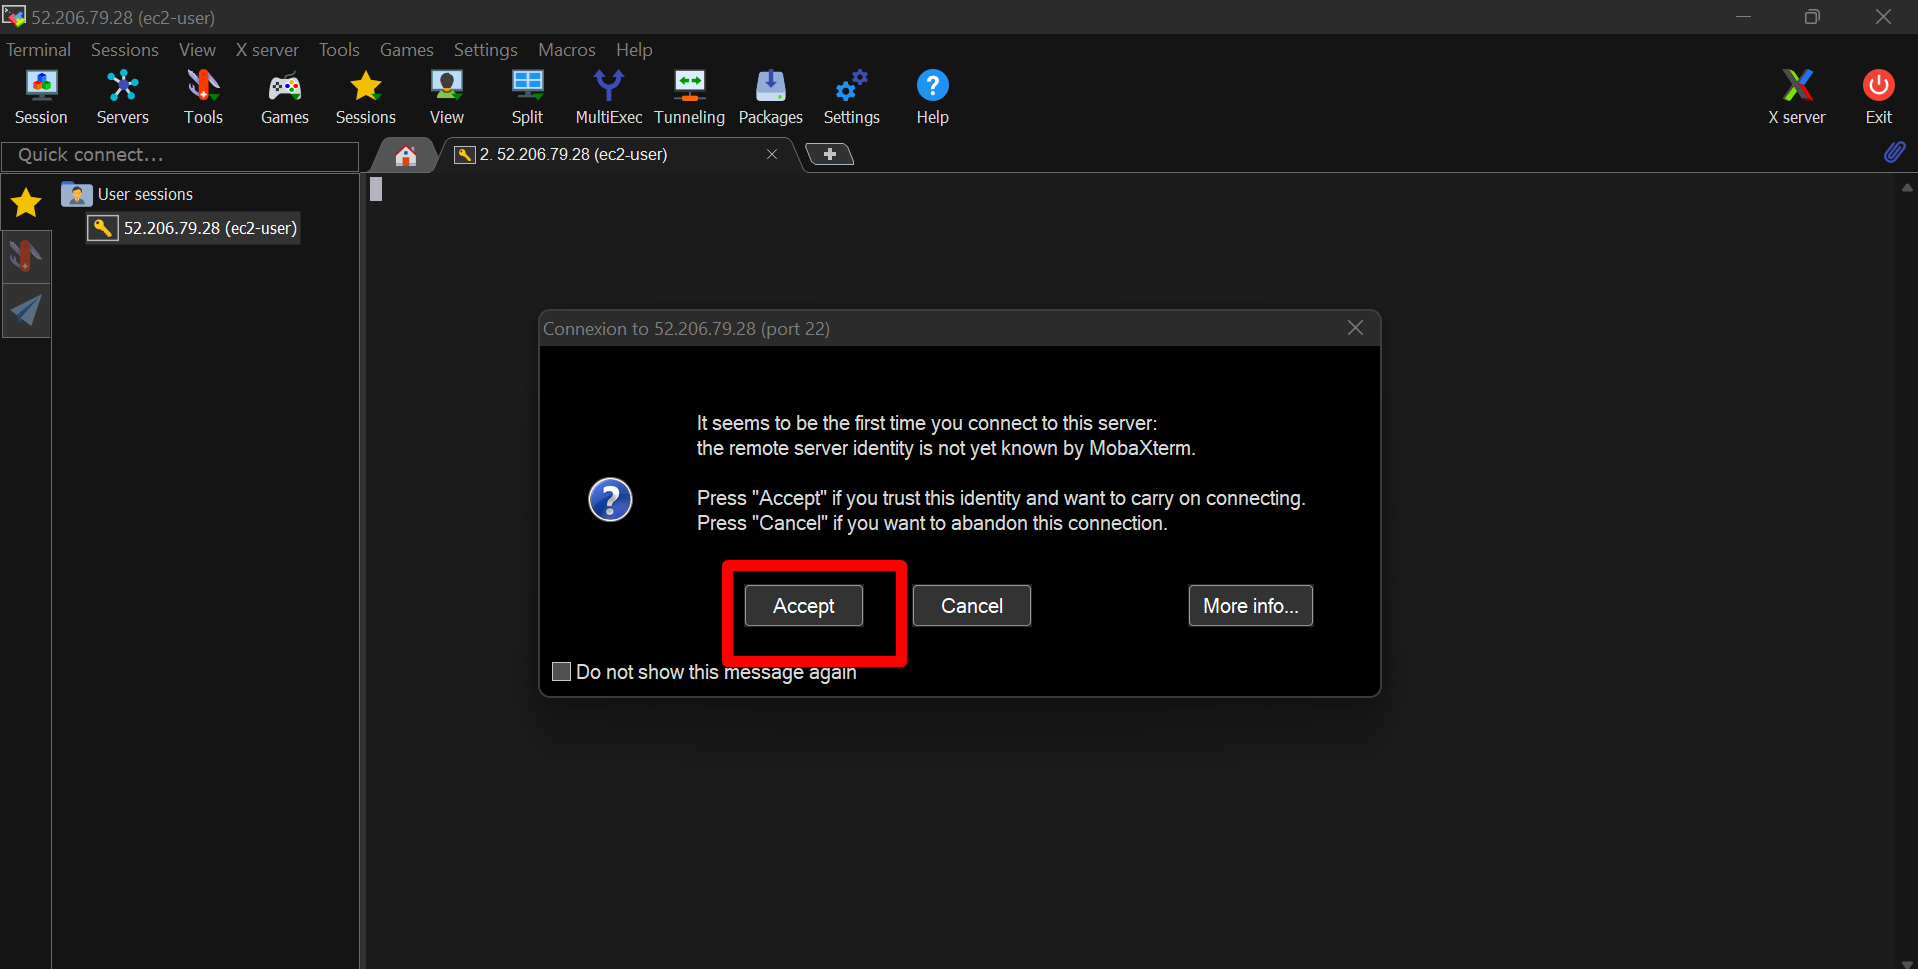 52.206.79.28 (ec2-user)
Terminal Sessions View X server Tools Games Settings Macros Help
Session Servers Tools Games Sessions View Split MultiExec Tunneling Packages Settings Help X server Exit
Quick connect...
2. 52.206.79.28 (ec2-user)
User sessions
52.206.79.28 (ec2-user)
Connexion to 52.206.79.28 (port 22)
It seems to be the first time you connect to this server:
the remote server identity is not yet known by MobaXterm.
Press "Accept" if you trust this identity and want to carry on connecting.
Press "Cancel" if you want to abandon this connection.
Accept Cancel More info...
Do not show this message again